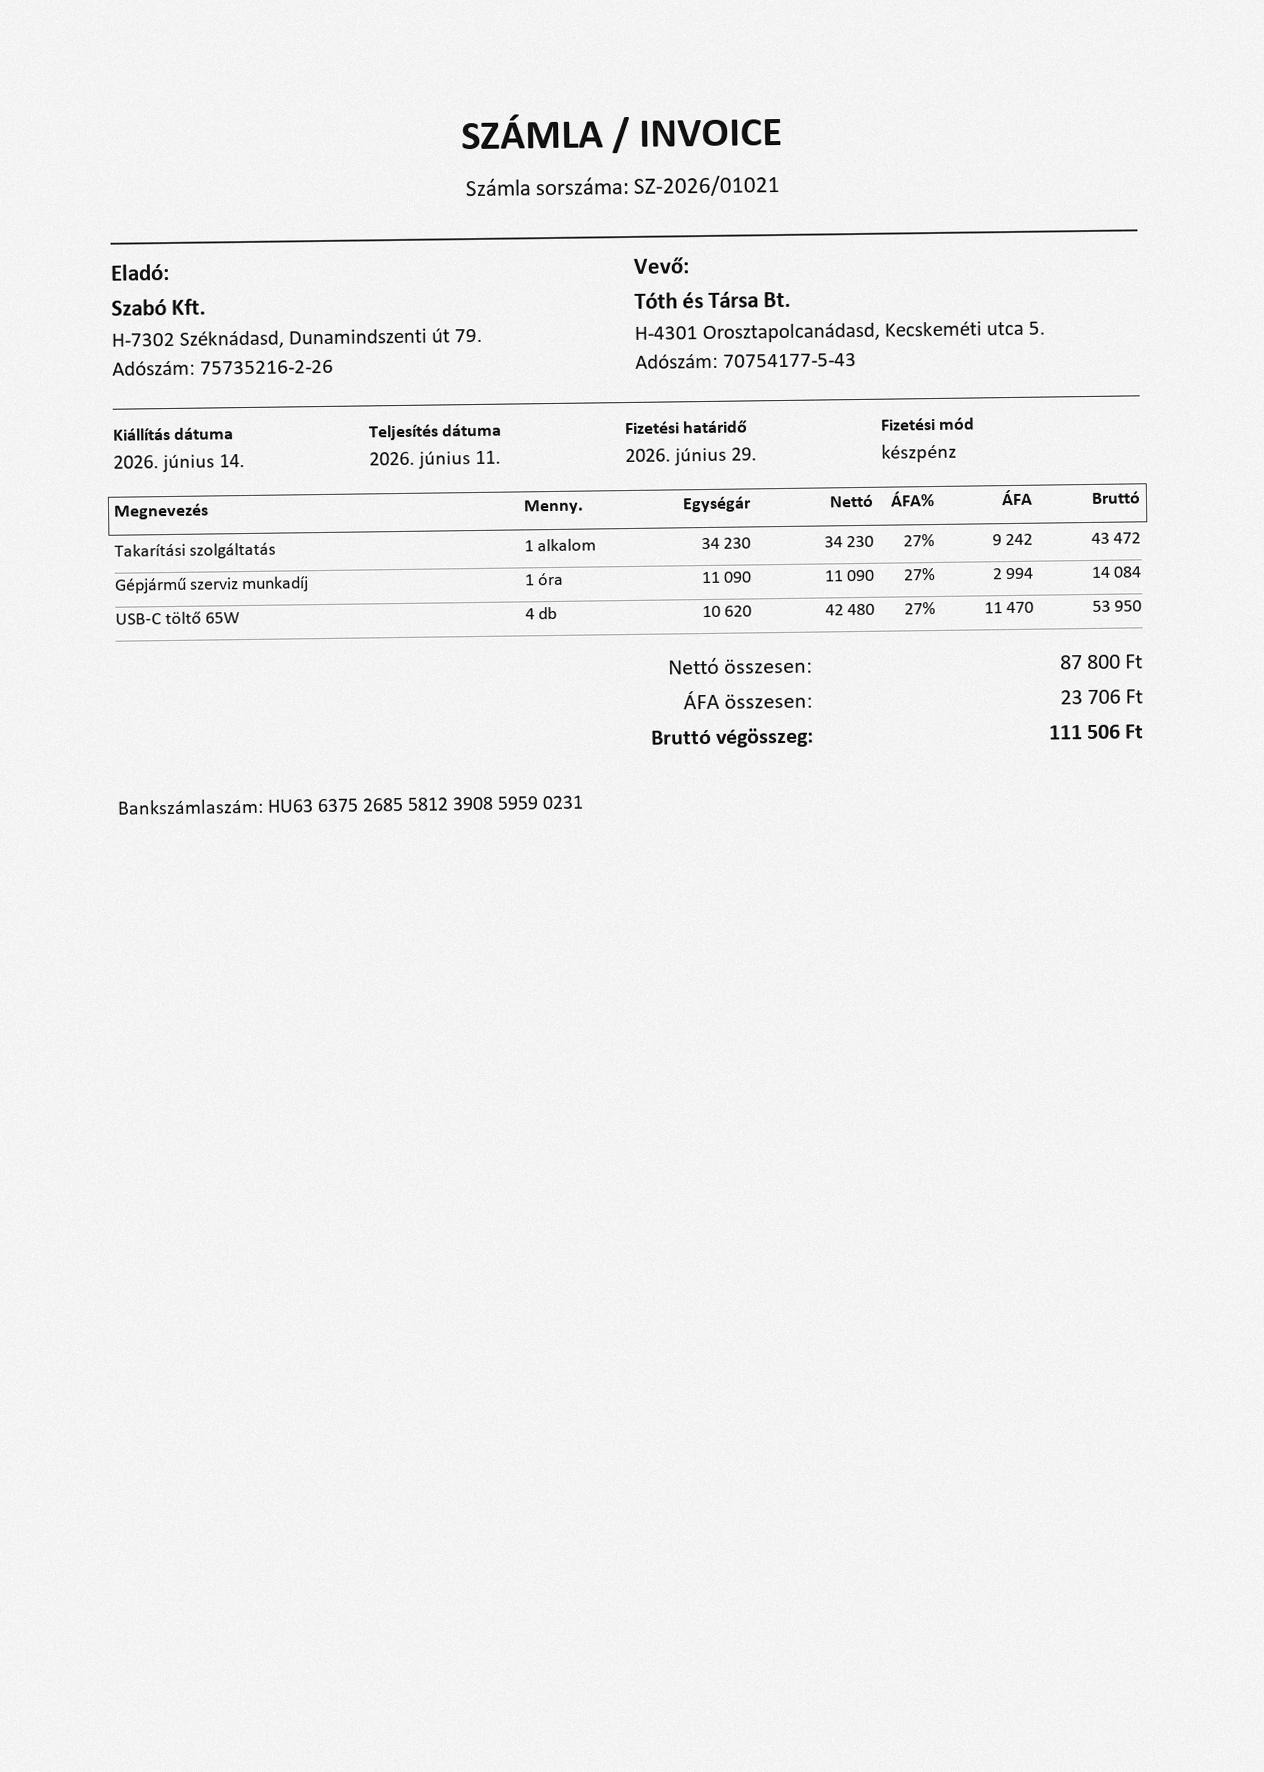 SZÁMLA / INVOICE
Számla sorszáma: SZ-2026/01021
Eladó:
Szabó Kft.
H-7302 Széknádasd, Dunamindszenti út 79.
Adószám: 75735216-2-26
Vevő:
Tóth és Társa Bt.
H-4301 Orosztapolcanádasd, Kecskeméti utca 5.
Adószám: 70754177-5-43
Kiállítás dátuma Teljesítés dátuma Fizetési határidő Fizetési mód
2026. június 14. 2026. június 11. 2026. június 29. készpénz
Megnevezés Menny. Egységár Nettó ÁFA% ÁFA Bruttó
Takarítási szolgáltatás 1 alkalom 34 230 34 230 27% 9 242 43 472
Gépjármű szerviz munkadíj 1 óra 11 090 11 090 27% 2 994 14 084
USB-C töltő 65W 4 db 10 620 42 480 27% 11 470 53 950
Nettó összesen: 87 800 Ft
ÁFA összesen: 23 706 Ft
Bruttó végösszeg: 111 506 Ft
Bankszámlaszám: HU63 6375 2685 5812 3908 5959 0231